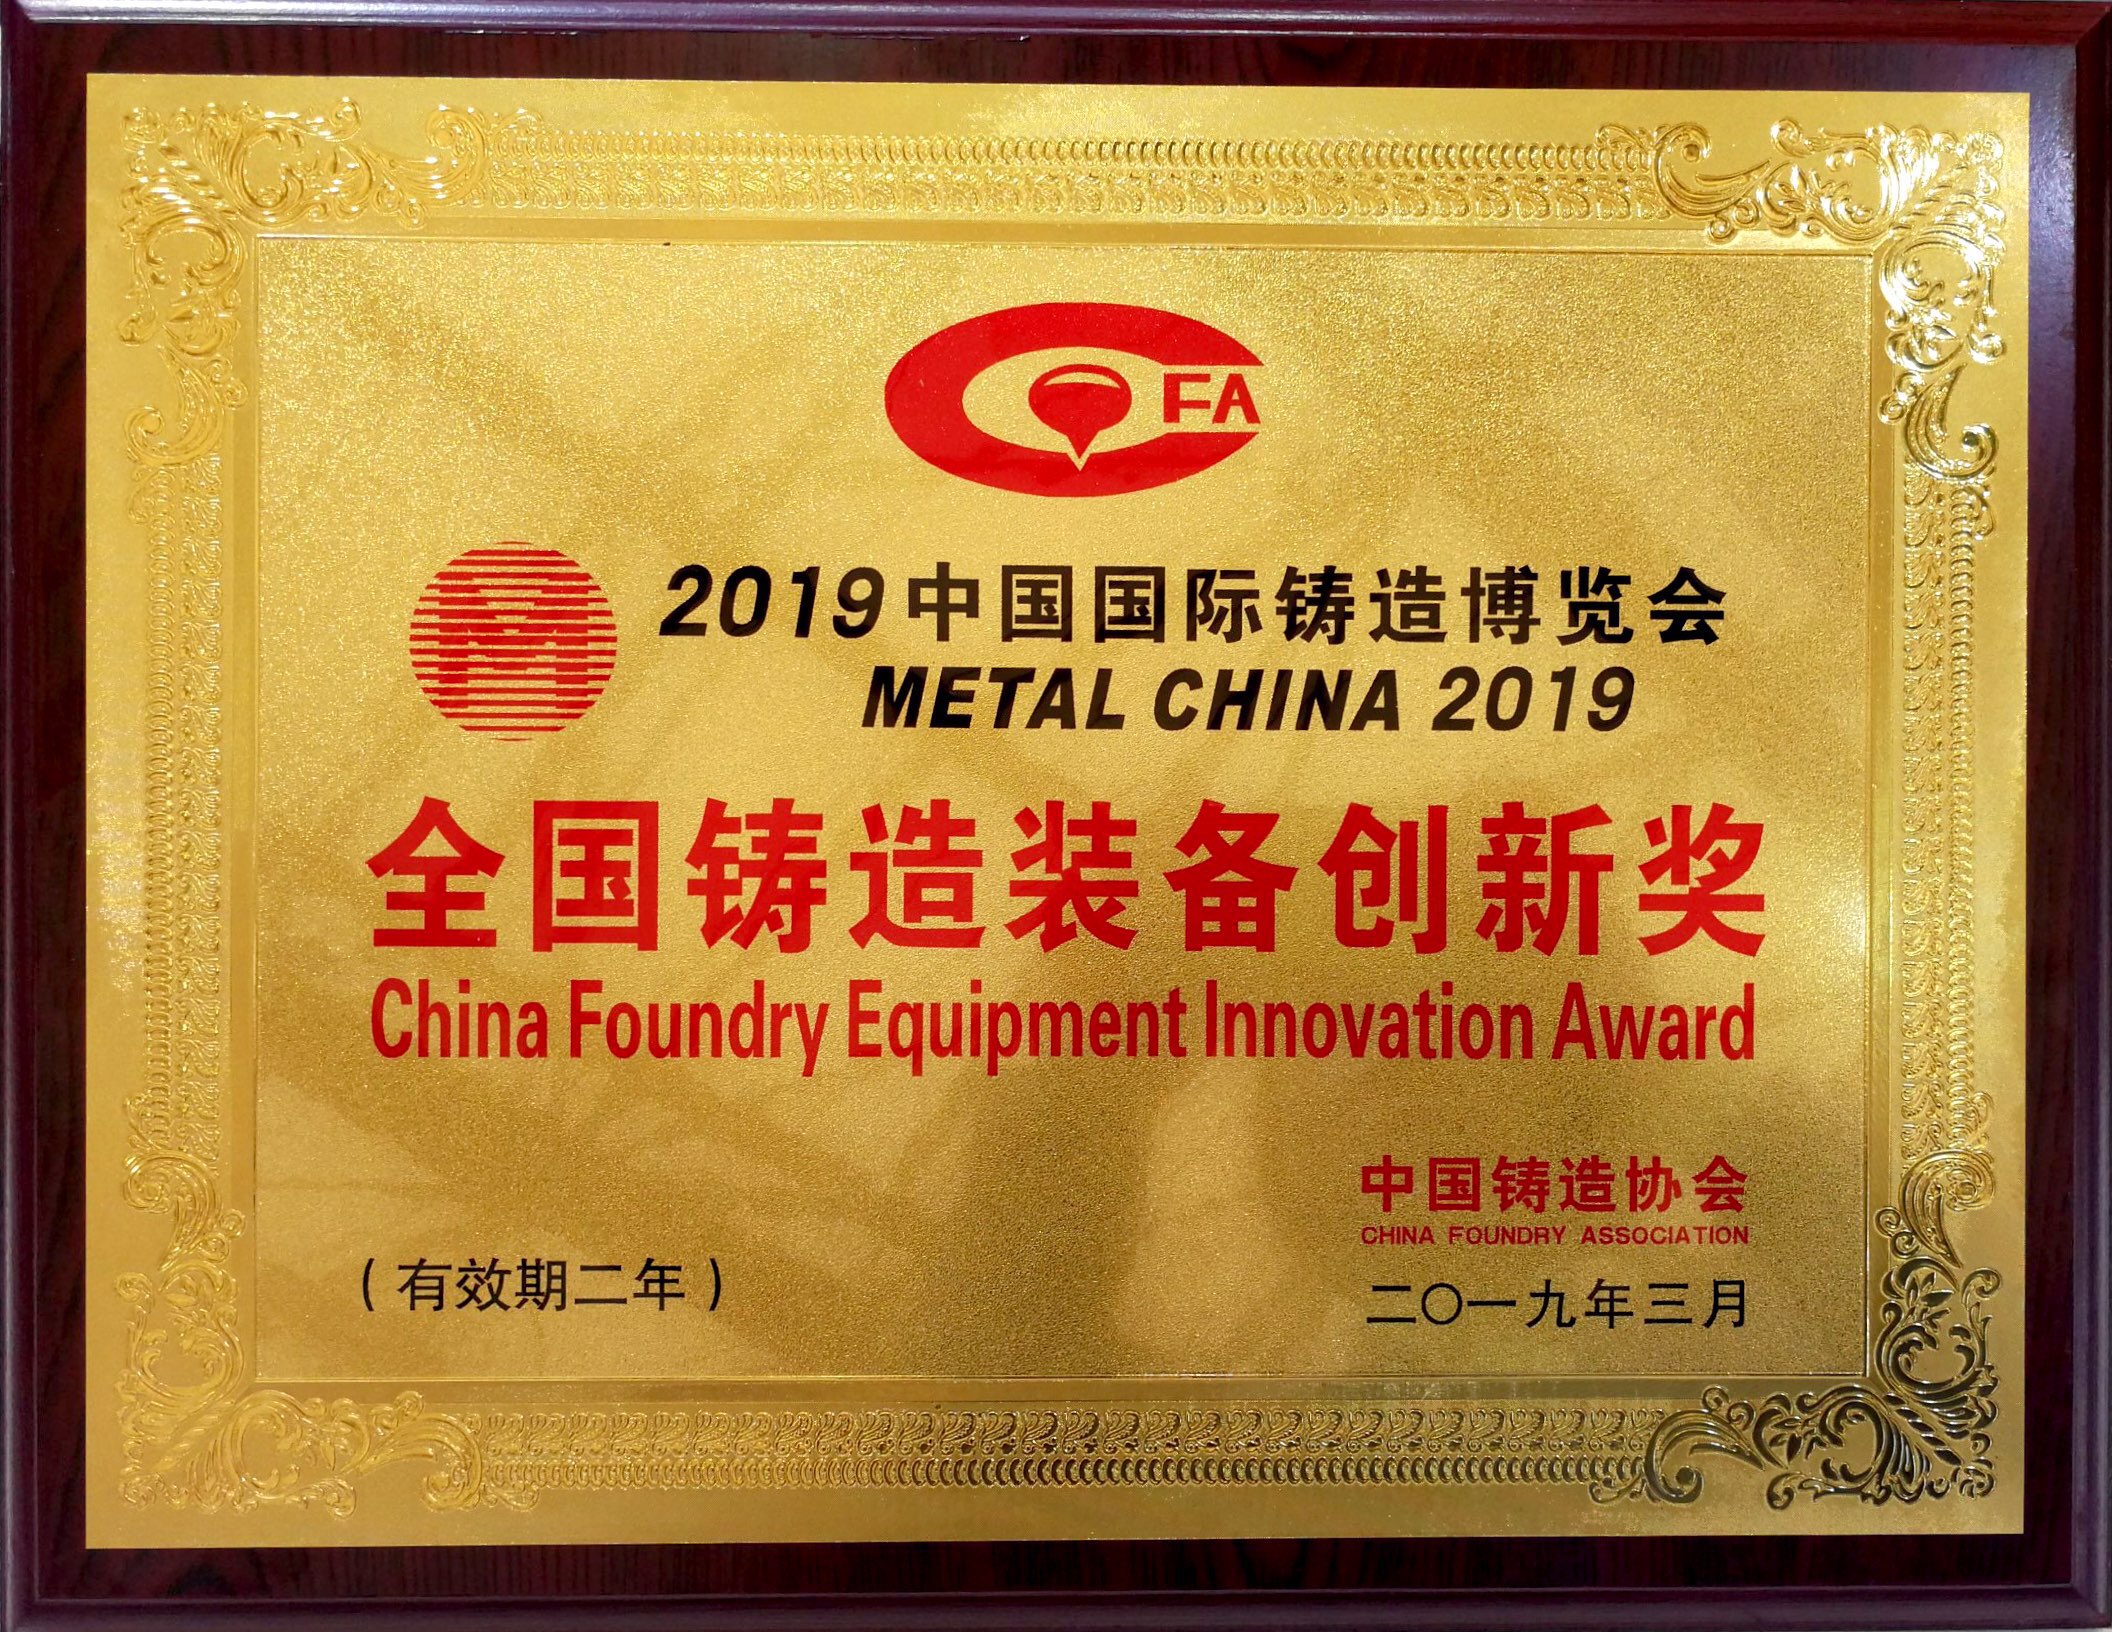 CFA
2019中国国际铸造博览会
METAL CHINA 2019
全国铸造装备创新奖
China Foundry Equipment Innovation Award
中国铸造协会
CHINA FOUNDRY ASSOCIATION
（有效期二年）
二〇一九年三月